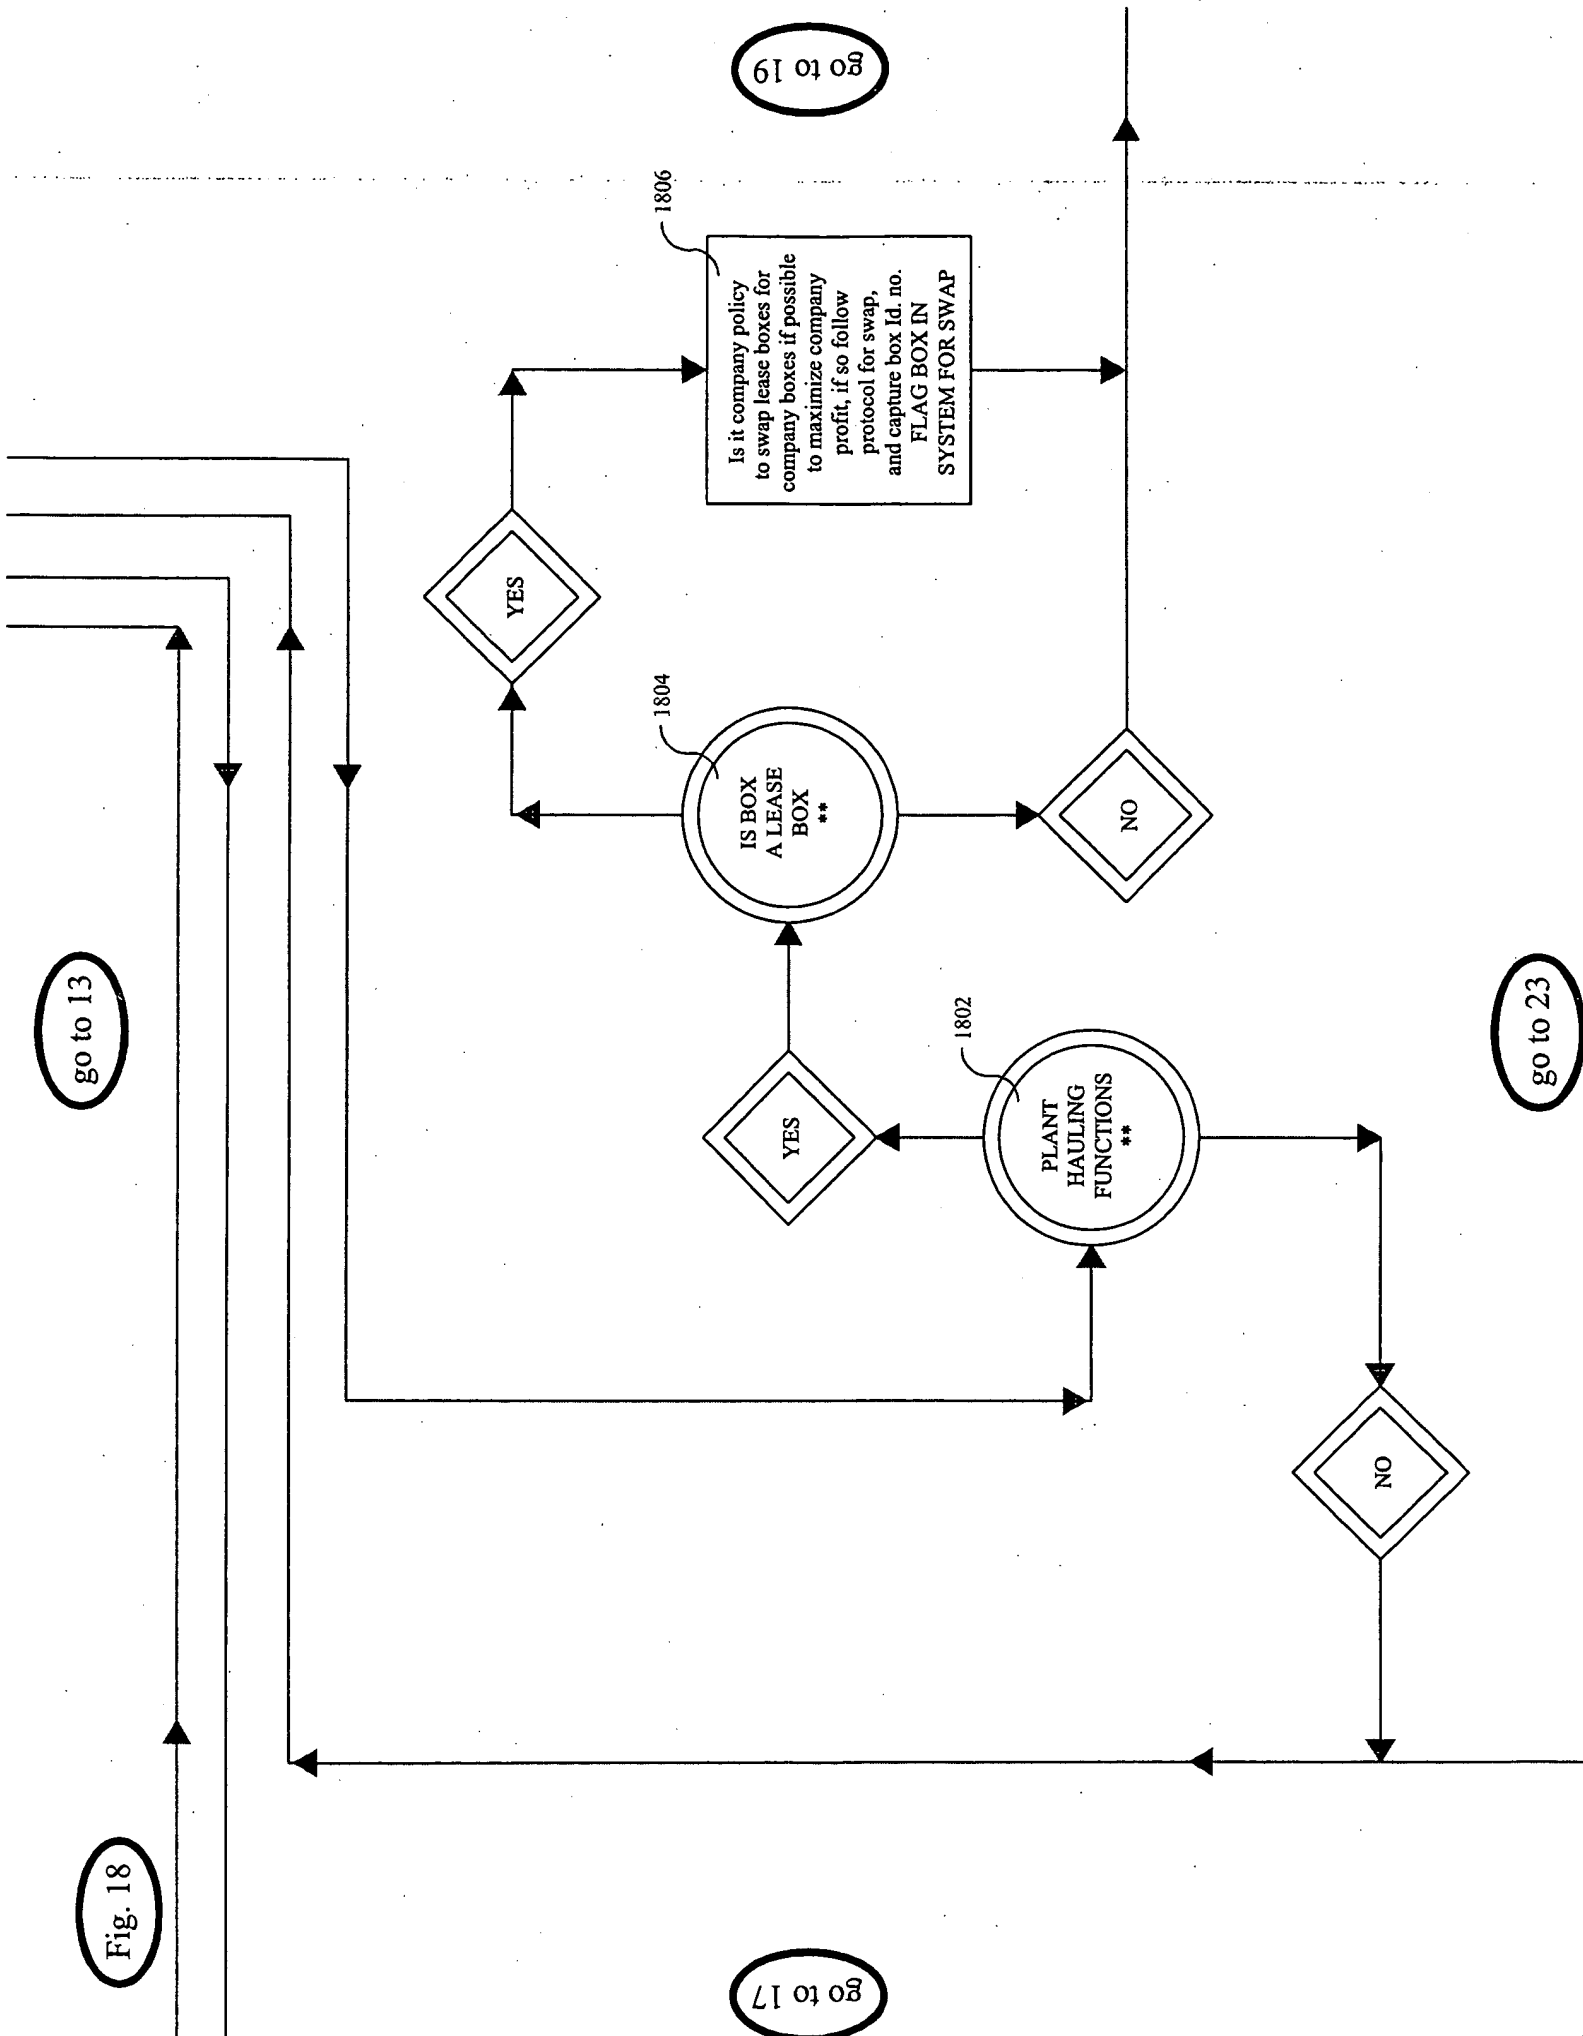 Fig. 18
go to 13
go to 17
go to 19
go to 23
1802
PLANT
HAULING
FUNCTIONS
**
YES
NO
1804
IS BOX
A LEASE
BOX
**
YES
NO
1806
Is it company policy
to swap lease boxes for
company boxes if possible
to maximize company
profit, if so follow
protocol for swap,
and capture box Id. no.
FLAG BOX IN
SYSTEM FOR SWAP